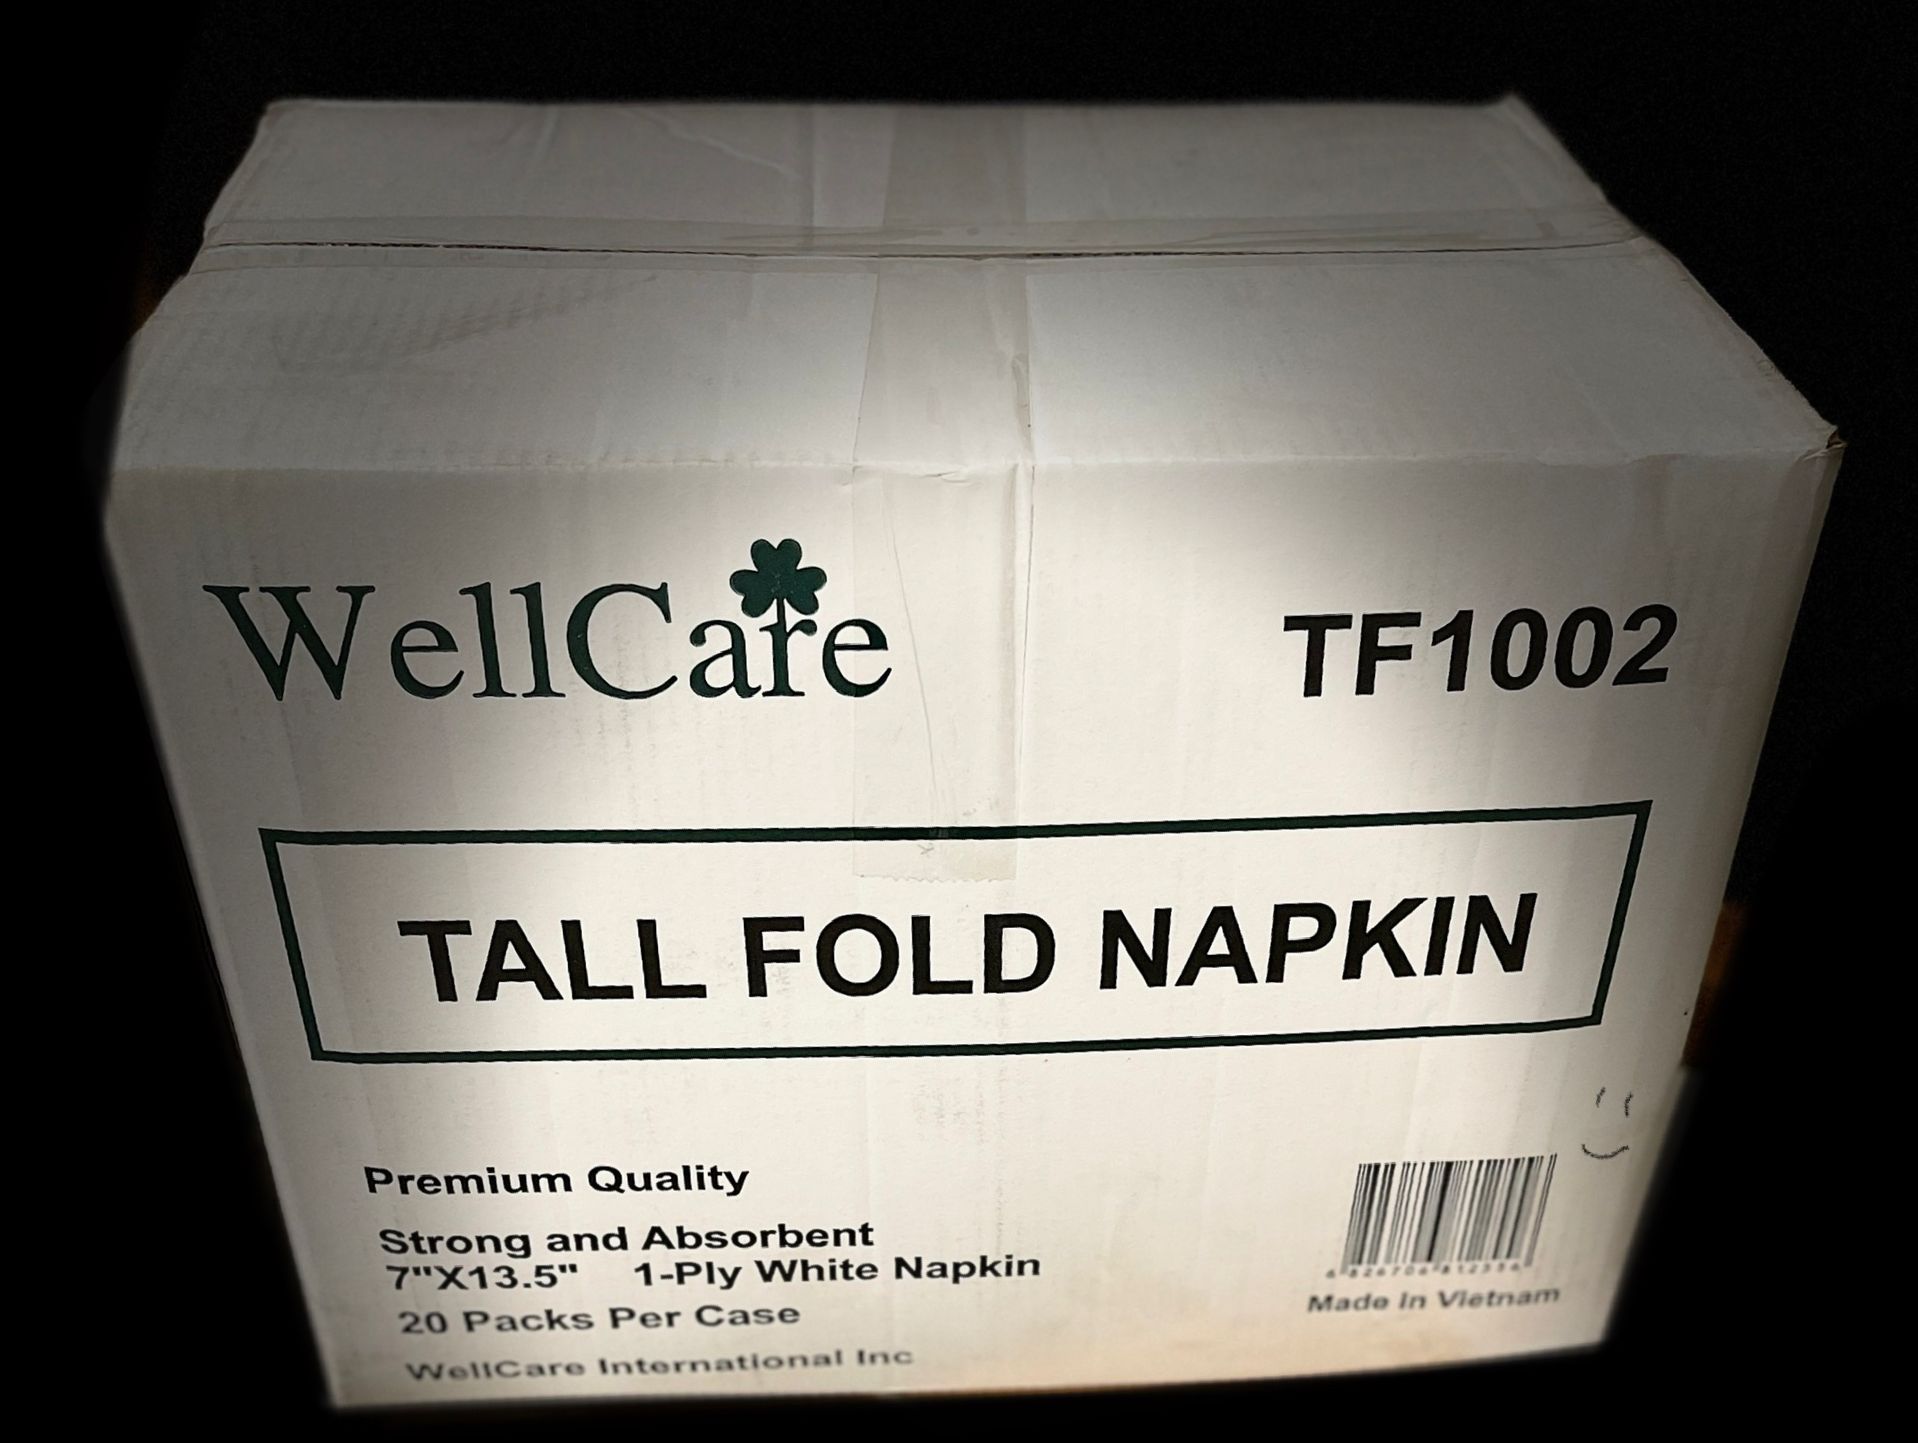 WellCare
TF1002
TALL FOLD NAPKIN
Premium Quality
Strong and Absorbent
7"X13.5" 1-Ply White Napkin
20 Packs Per Case
WellCare International Inc
Made In Vietnam